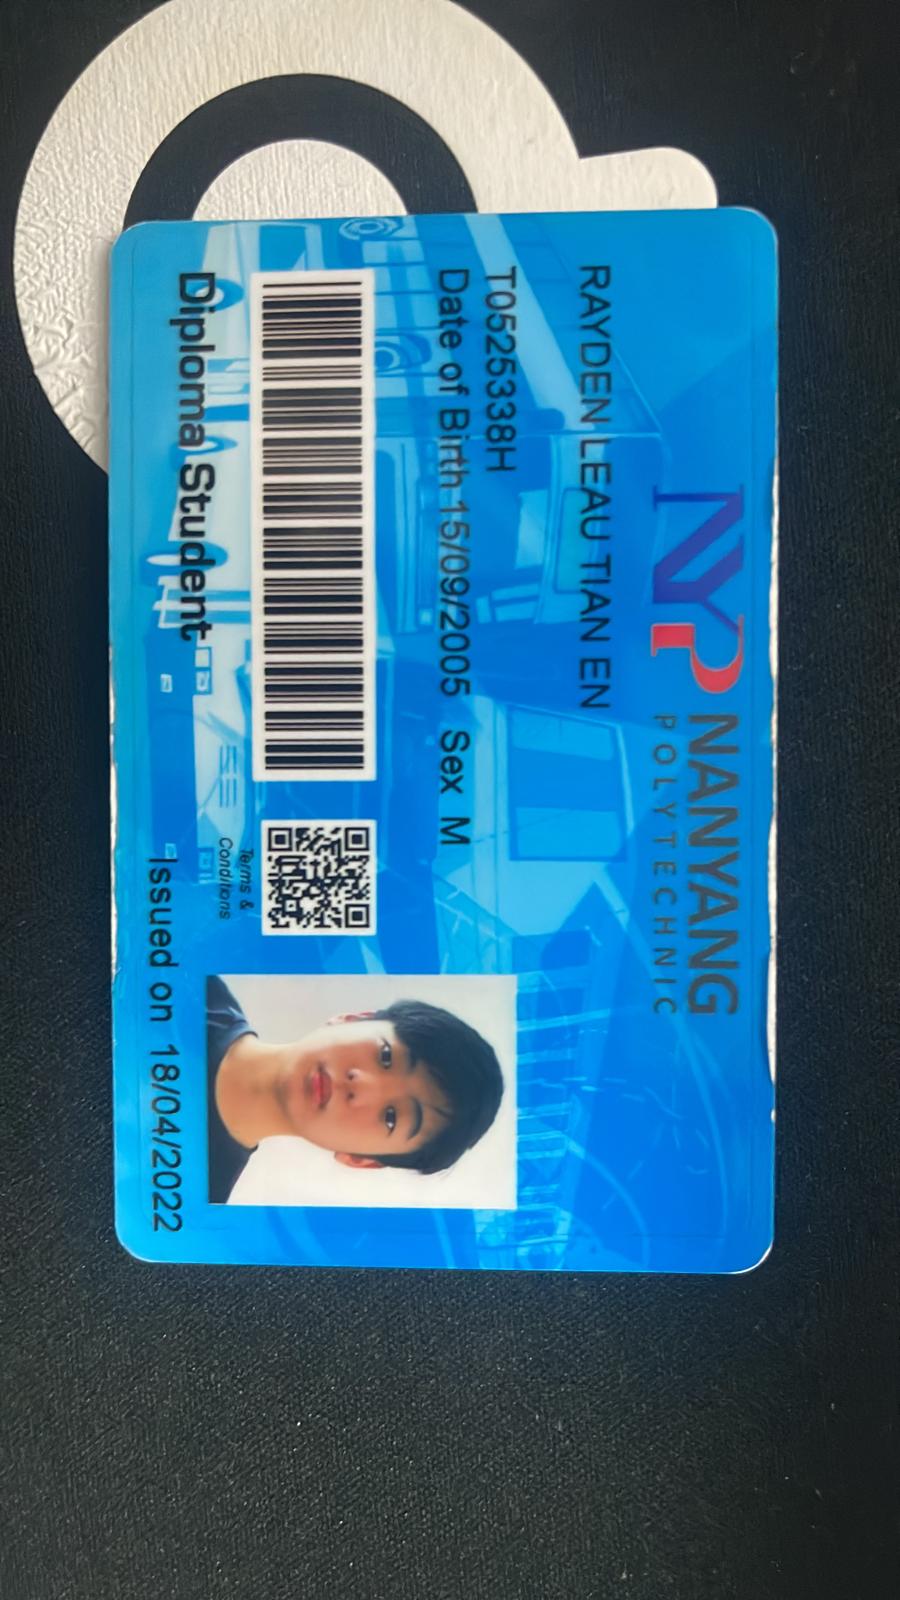 NYP NANYANG
POLYTECHNIC
RAYDEN LEAU TIAN EN
T0525338H
Date of Birth 15/09/2005 Sex M
Terms &
Conditions
Diploma Student
Issued on 18/04/2022